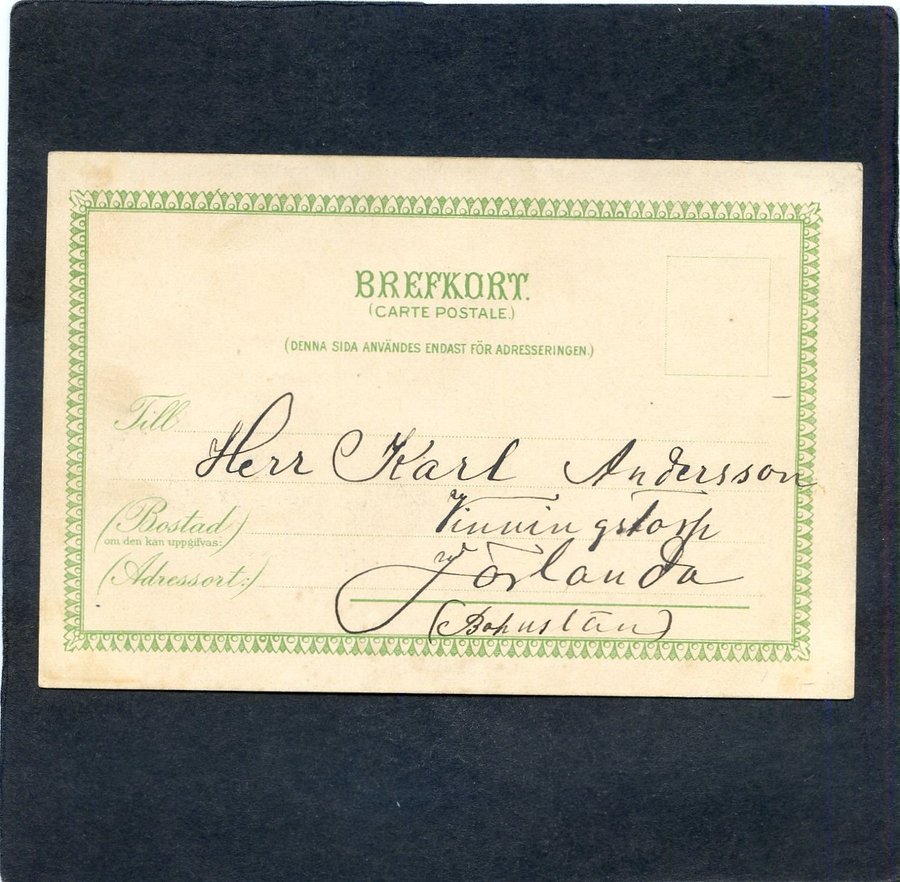 BREFKORT.
(CARTE POSTALE.)
(DENNA SIDA ANVÄNDES ENDAST FÖR ADRESSERINGEN.)
Till
Herr Karl Andersson
(Bostad
om den kan uppgifvas:)
Vinningstorp
(Adressort:)
Jörlanda
(Bohuslän)